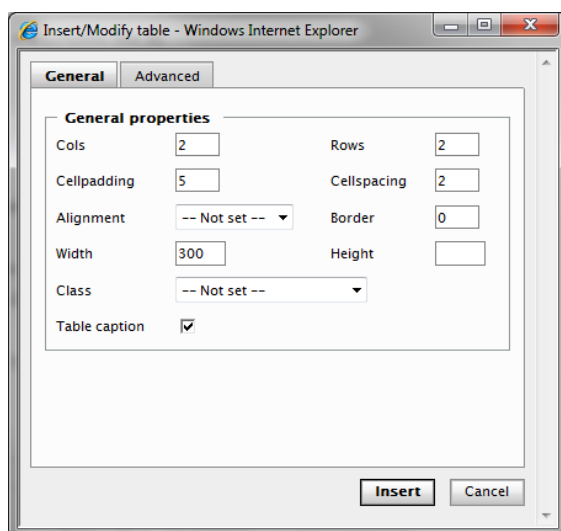 Insert/Modify table - Windows Internet Explorer
General Advanced
General properties
Cols 2 Rows 2
Cellpadding 5 Cellspacing 2
Alignment -- Not set -- Border 0
Width 300 Height
Class -- Not set --
Table caption
Insert Cancel